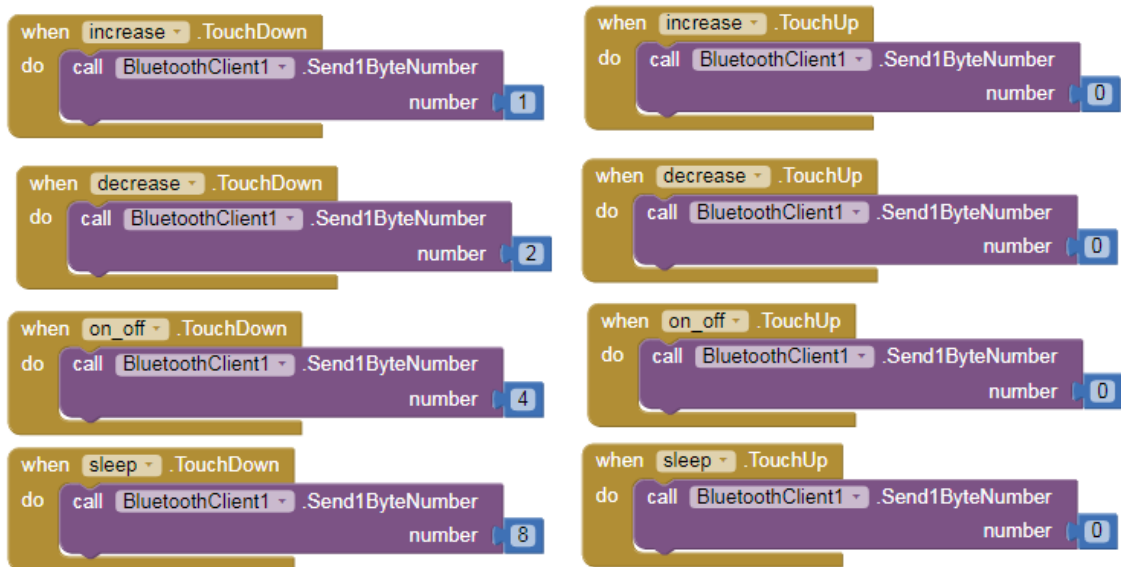 when increase .TouchDown
do call BluetoothClient1 .Send1ByteNumber
number 1
when increase .TouchUp
do call BluetoothClient1 .Send1ByteNumber
number 0
when decrease .TouchDown
do call BluetoothClient1 .Send1ByteNumber
number 2
when decrease .TouchUp
do call BluetoothClient1 .Send1ByteNumber
number 0
when on_off .TouchDown
do call BluetoothClient1 .Send1ByteNumber
number 4
when on_off .TouchUp
do call BluetoothClient1 .Send1ByteNumber
number 0
when sleep .TouchDown
do call BluetoothClient1 .Send1ByteNumber
number 8
when sleep .TouchUp
do call BluetoothClient1 .Send1ByteNumber
number 0